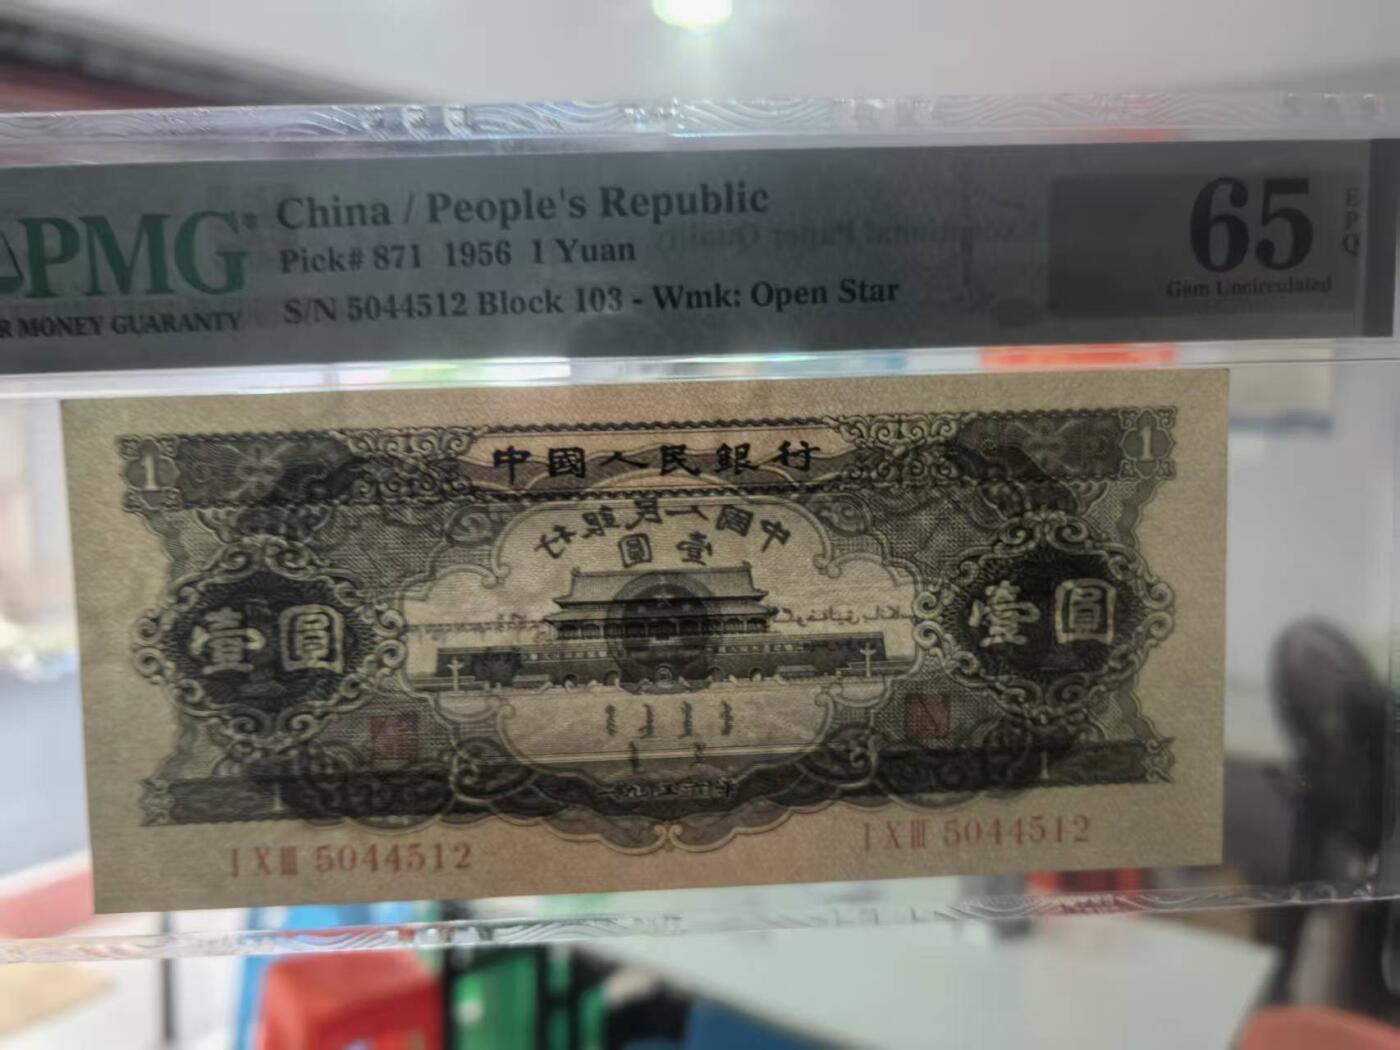 PMG
China / People's Republic
Pick# 871 1956 1 Yuan
S/N 5044512 Block 103 - Wmk: Open Star
MONEY GUARANTY
65
EPQ
Gem Uncirculated
1
中國人民銀行
1
中國人民銀行
壹圓
壹圓
壹圓
1
1
I X III 5044512
I X III 5044512